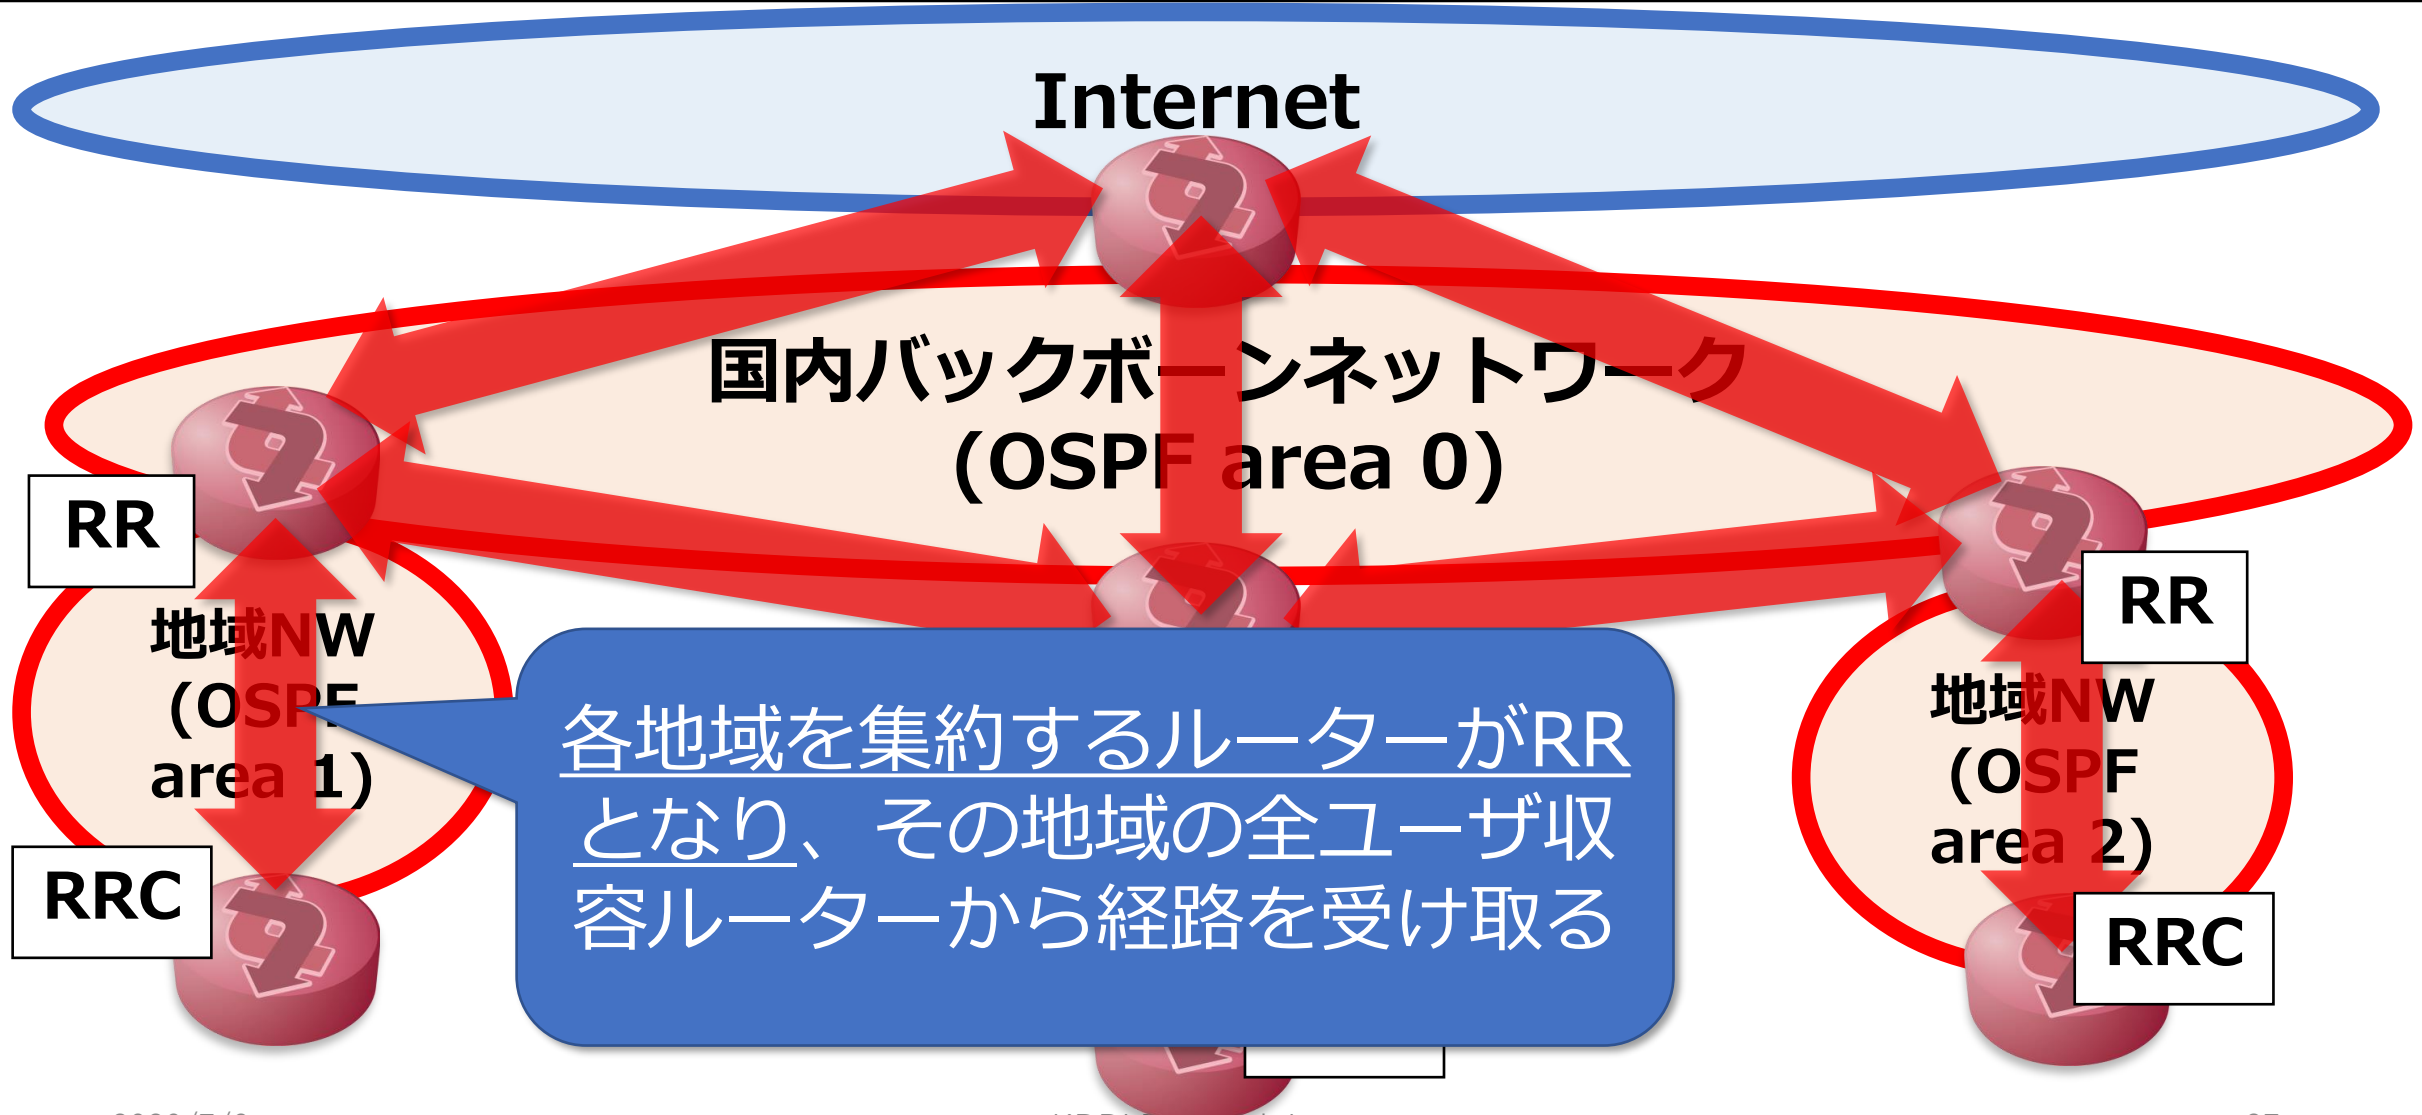 Internet
国内バックボーンネットワーク
(OSPF area 0)
RR
RR
地域NW
(OSPF
area 1)
地域NW
(OSPF
area 2)
各地域を集約するルーターがRR
となり、その地域の全ユーザ収
容ルーターから経路を受け取る
RRC
RRC